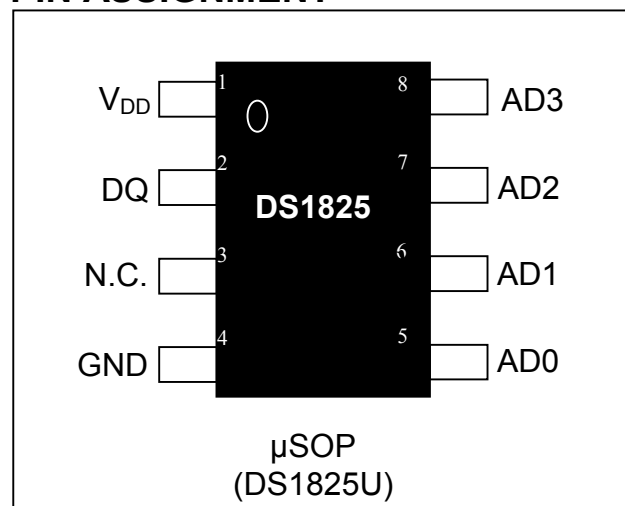 PIN ASSIGNMENT
V_DD 1 8 AD3
DQ 2 7 AD2
DS1825
N.C. 3 6 AD1
GND 4 5 AD0
µSOP
(DS1825U)